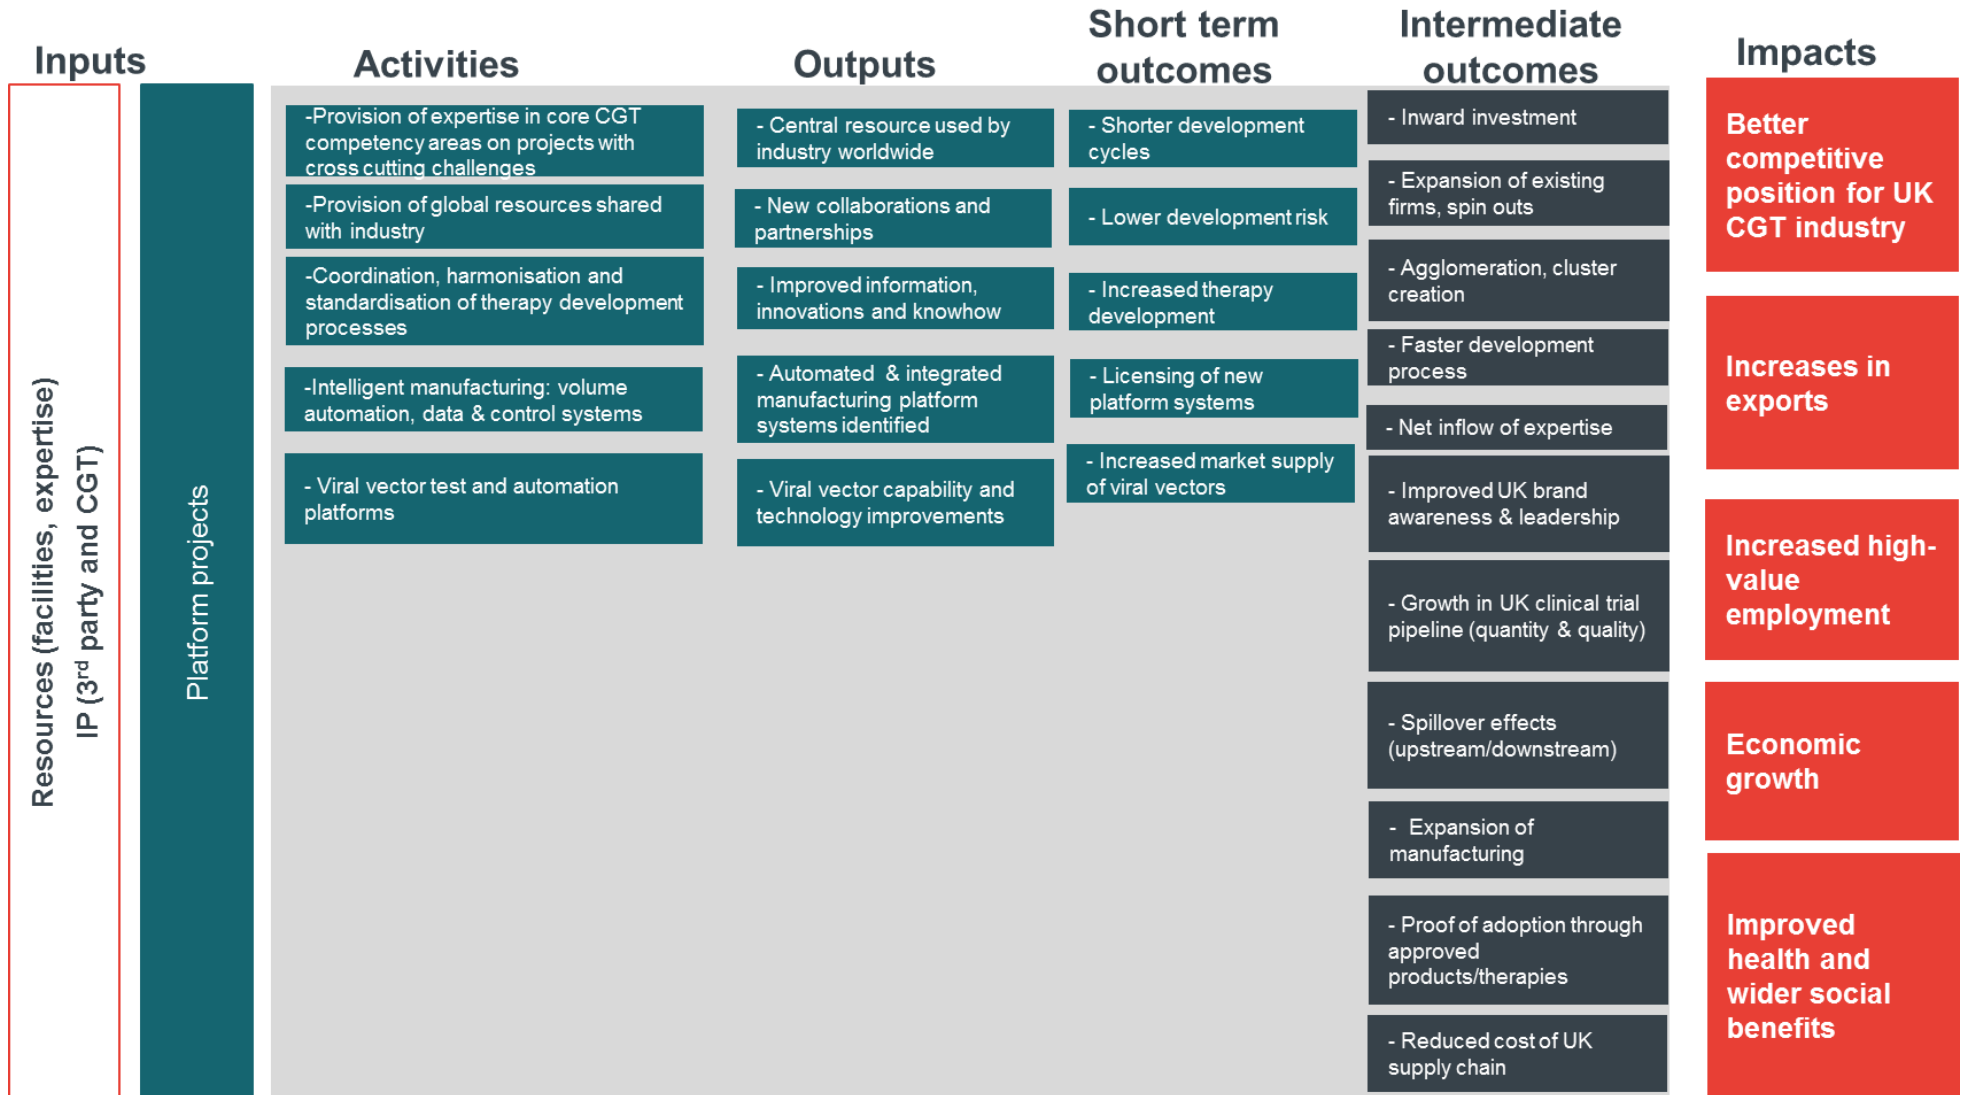 Inputs
Activities
Outputs
Short term
outcomes
Intermediate
outcomes
Impacts
Resources (facilities, expertise)
IP (3rd party and CGT)
Platform projects
-Provision of expertise in core CGT
competency areas on projects with
cross cutting challenges
-Provision of global resources shared
with industry
-Coordination, harmonisation and
standardisation of therapy development
processes
-Intelligent manufacturing: volume
automation, data & control systems
- Viral vector test and automation
platforms
- Central resource used by
industry worldwide
- New collaborations and
partnerships
- Improved information,
innovations and knowhow
- Automated & integrated
manufacturing platform
systems identified
- Viral vector capability and
technology improvements
- Shorter development
cycles
- Lower development risk
- Increased therapy
development
- Licensing of new
platform systems
- Increased market supply
of viral vectors
- Inward investment
- Expansion of existing
firms, spin outs
- Agglomeration, cluster
creation
- Faster development
process
- Net inflow of expertise
- Improved UK brand
awareness & leadership
- Growth in UK clinical trial
pipeline (quantity & quality)
- Spillover effects
(upstream/downstream)
- Expansion of
manufacturing
- Proof of adoption through
approved
products/therapies
- Reduced cost of UK
supply chain
Better
competitive
position for UK
CGT industry
Increases in
exports
Increased high-
value
employment
Economic
growth
Improved
health and
wider social
benefits